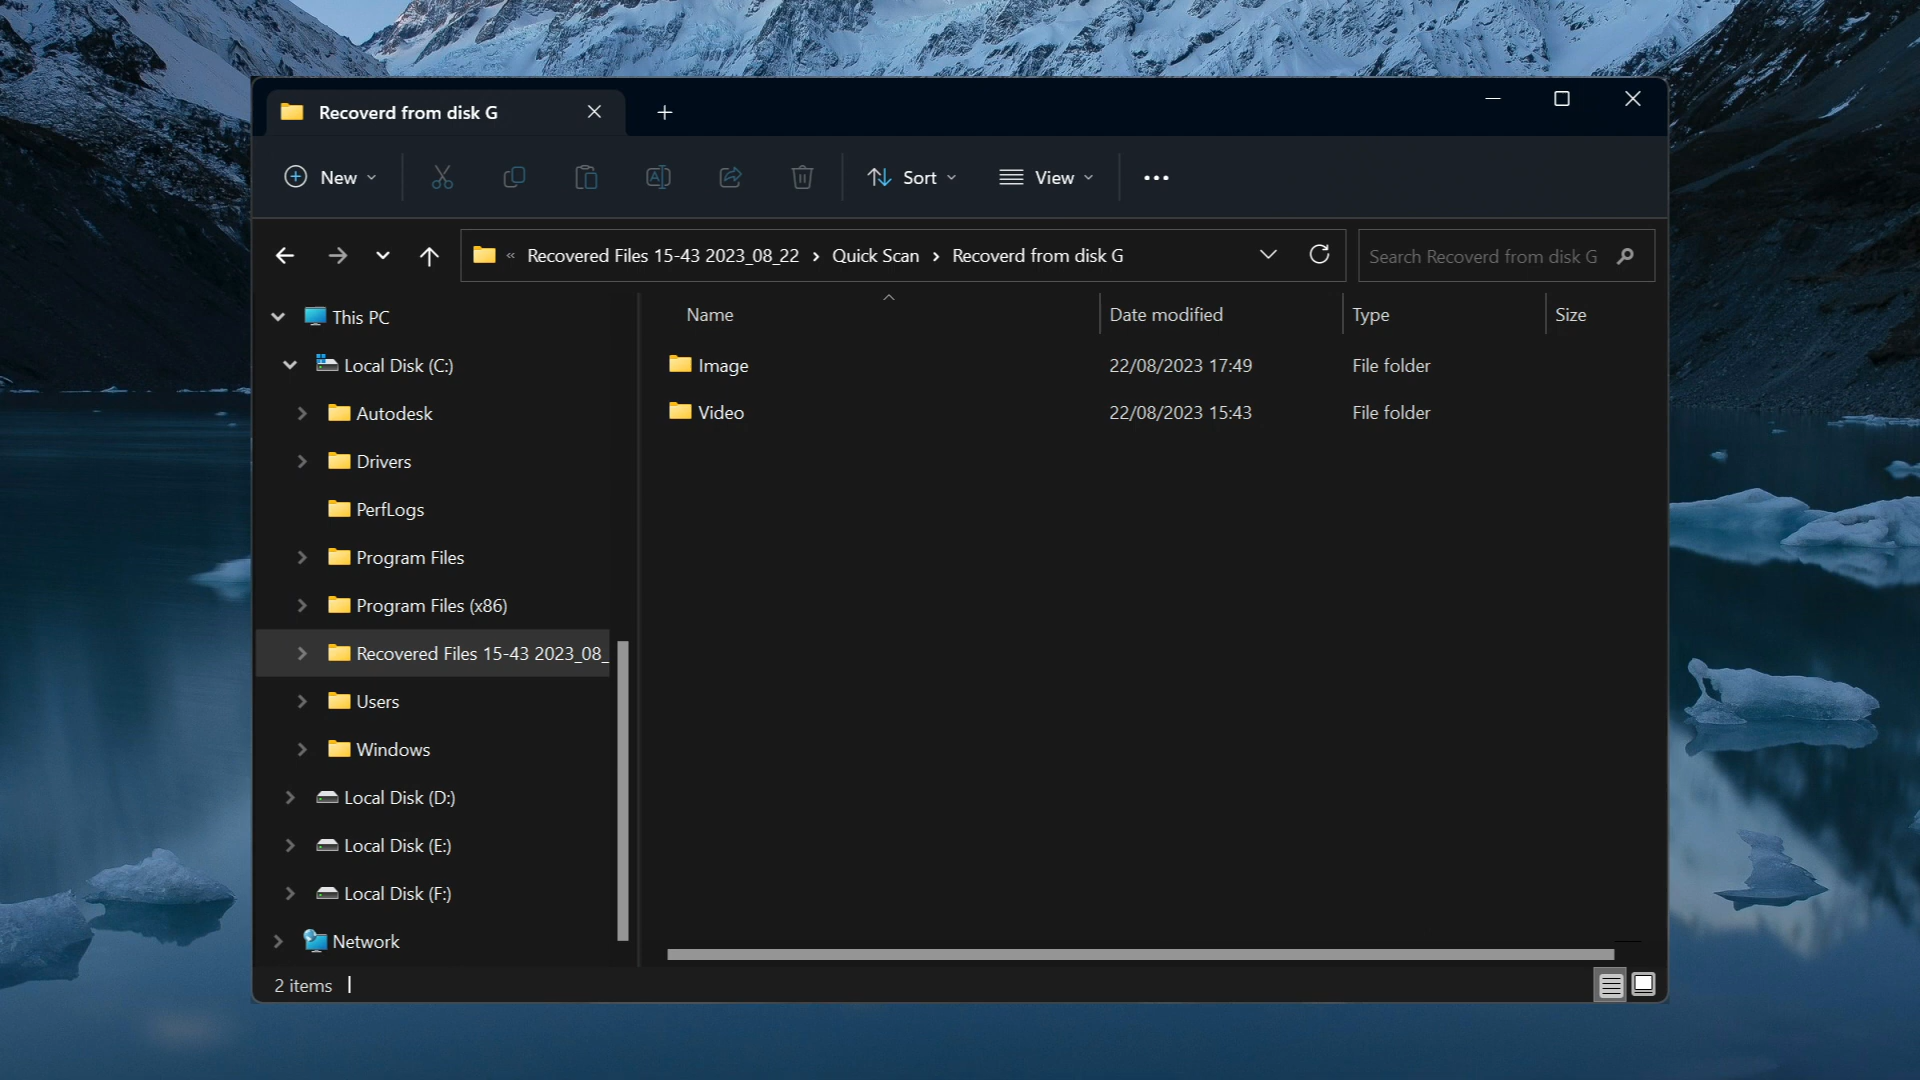 Recoverd from disk G
New
Sort
View
« Recovered Files 15-43 2023_08_22 › Quick Scan › Recoverd from disk G
Search Recoverd from disk G
This PC
Local Disk (C:)
Autodesk
Drivers
PerfLogs
Program Files
Program Files (x86)
Recovered Files 15-43 2023_08_
Users
Windows
Local Disk (D:)
Local Disk (E:)
Local Disk (F:)
Network
Name Date modified Type Size
Image 22/08/2023 17:49 File folder
Video 22/08/2023 15:43 File folder
2 items